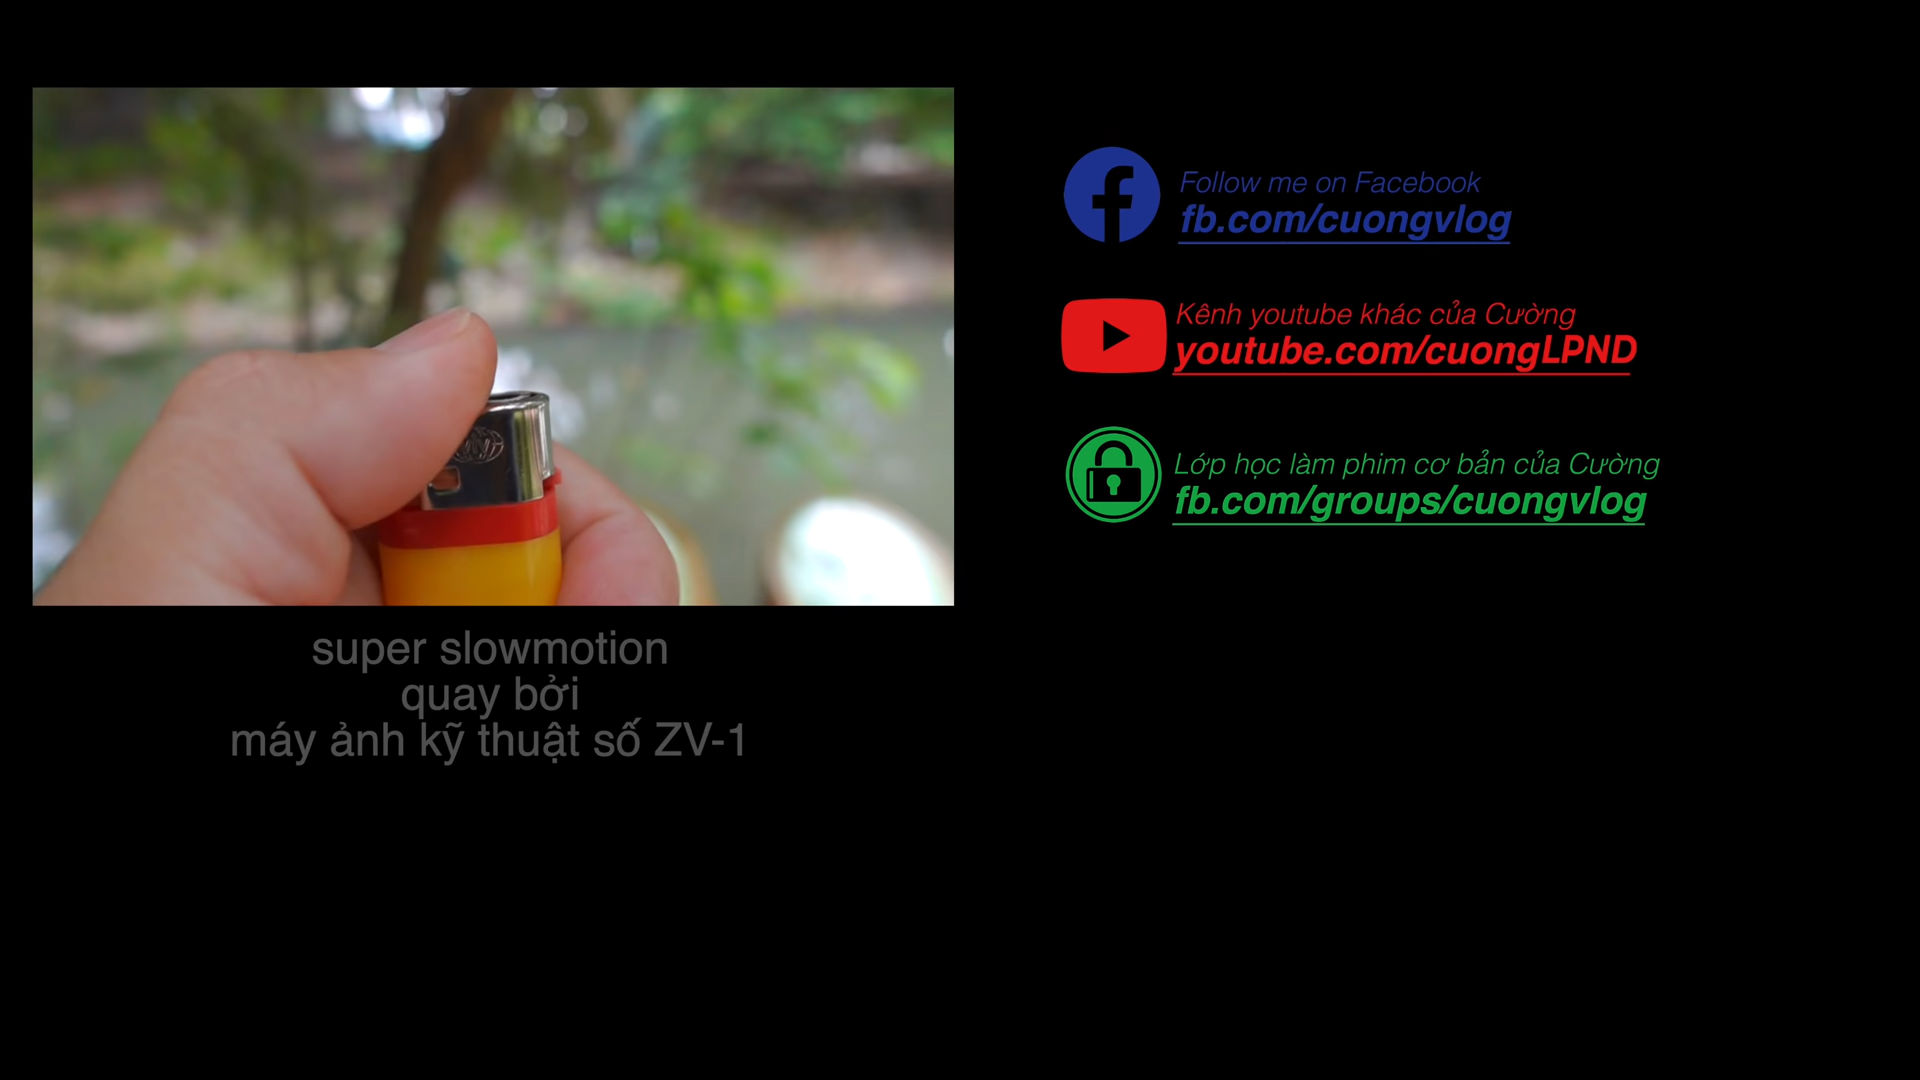 super slowmotion
quay bởi
máy ảnh kỹ thuật số ZV-1
Follow me on Facebook
fb.com/cuongvlog
Kênh youtube khác của Cường
youtube.com/cuongLPND
Lớp học làm phim cơ bản của Cường
fb.com/groups/cuongvlog